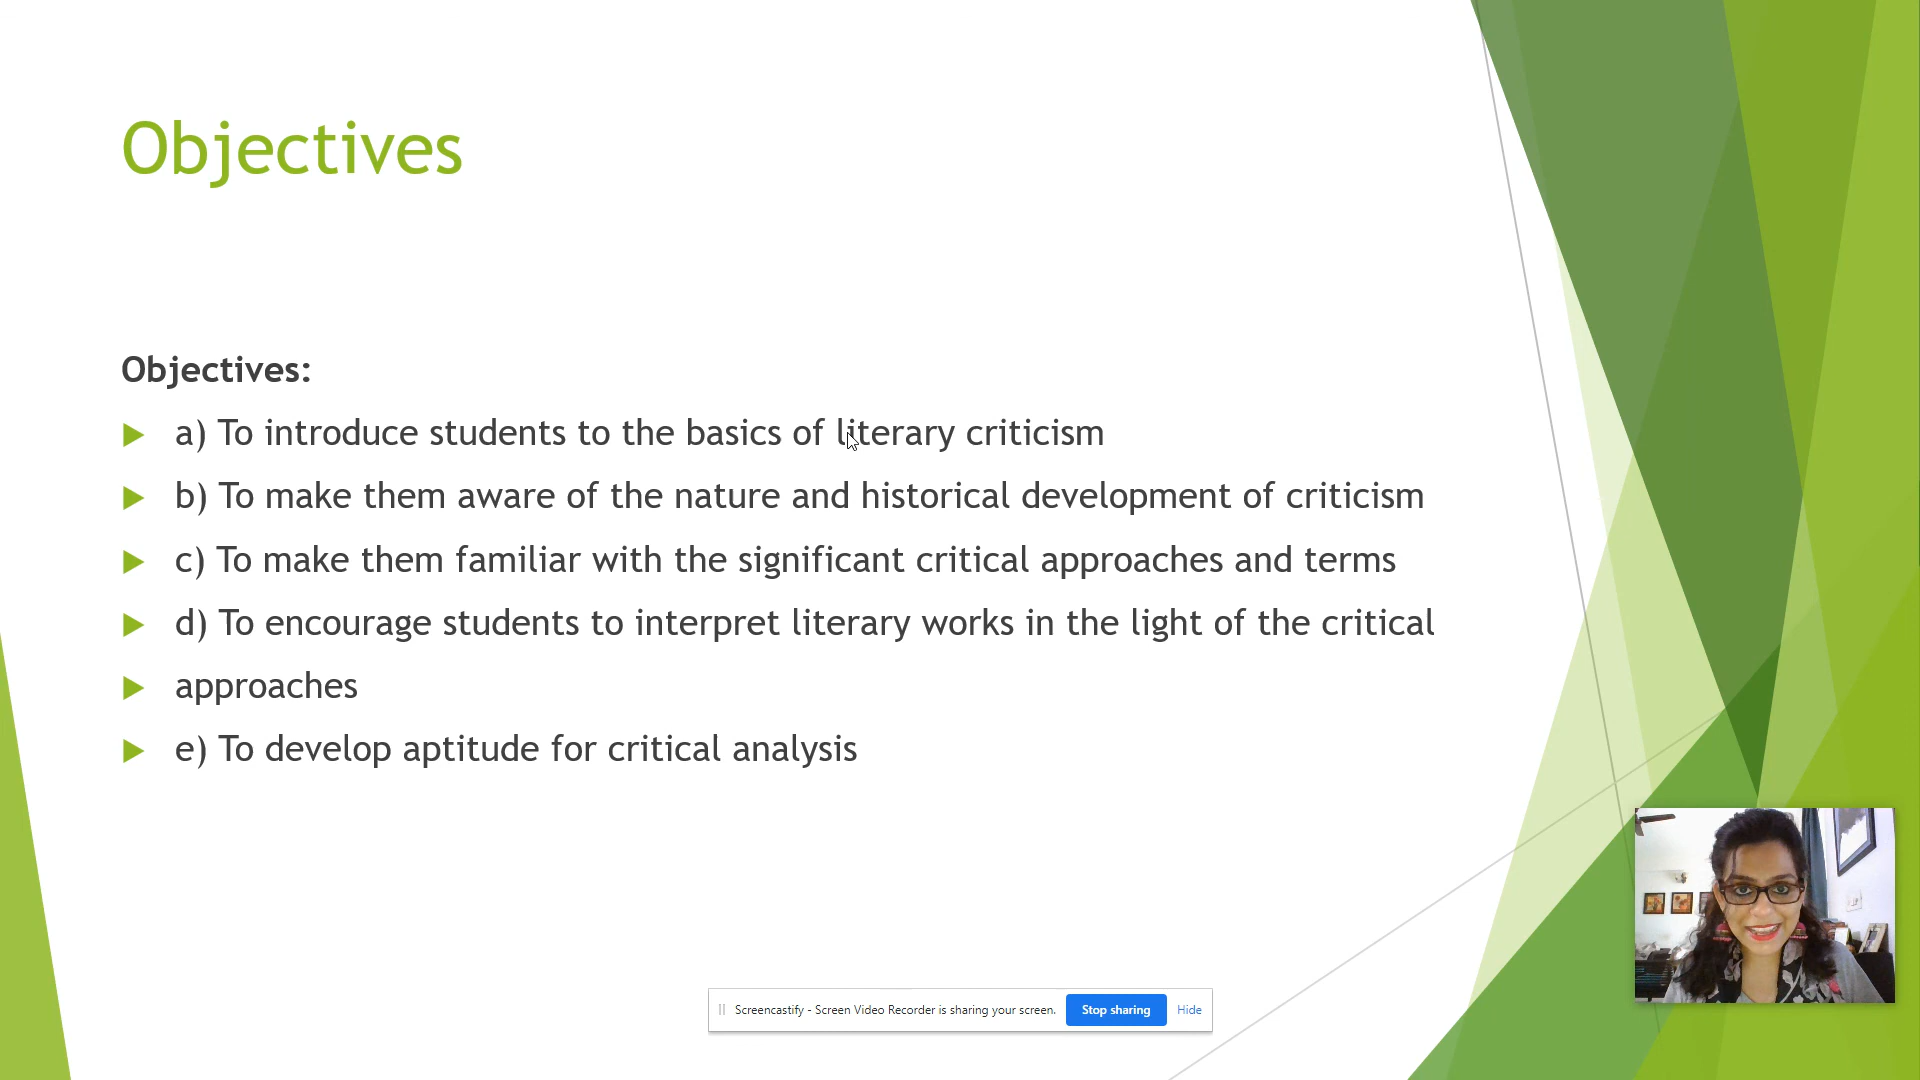 Objectives
Objectives:
a) To introduce students to the basics of literary criticism
b) To make them aware of the nature and historical development of criticism
c) To make them familiar with the significant critical approaches and terms
d) To encourage students to interpret literary works in the light of the critical
approaches
e) To develop aptitude for critical analysis
Screencastify - Screen Video Recorder is sharing your screen. Stop sharing Hide